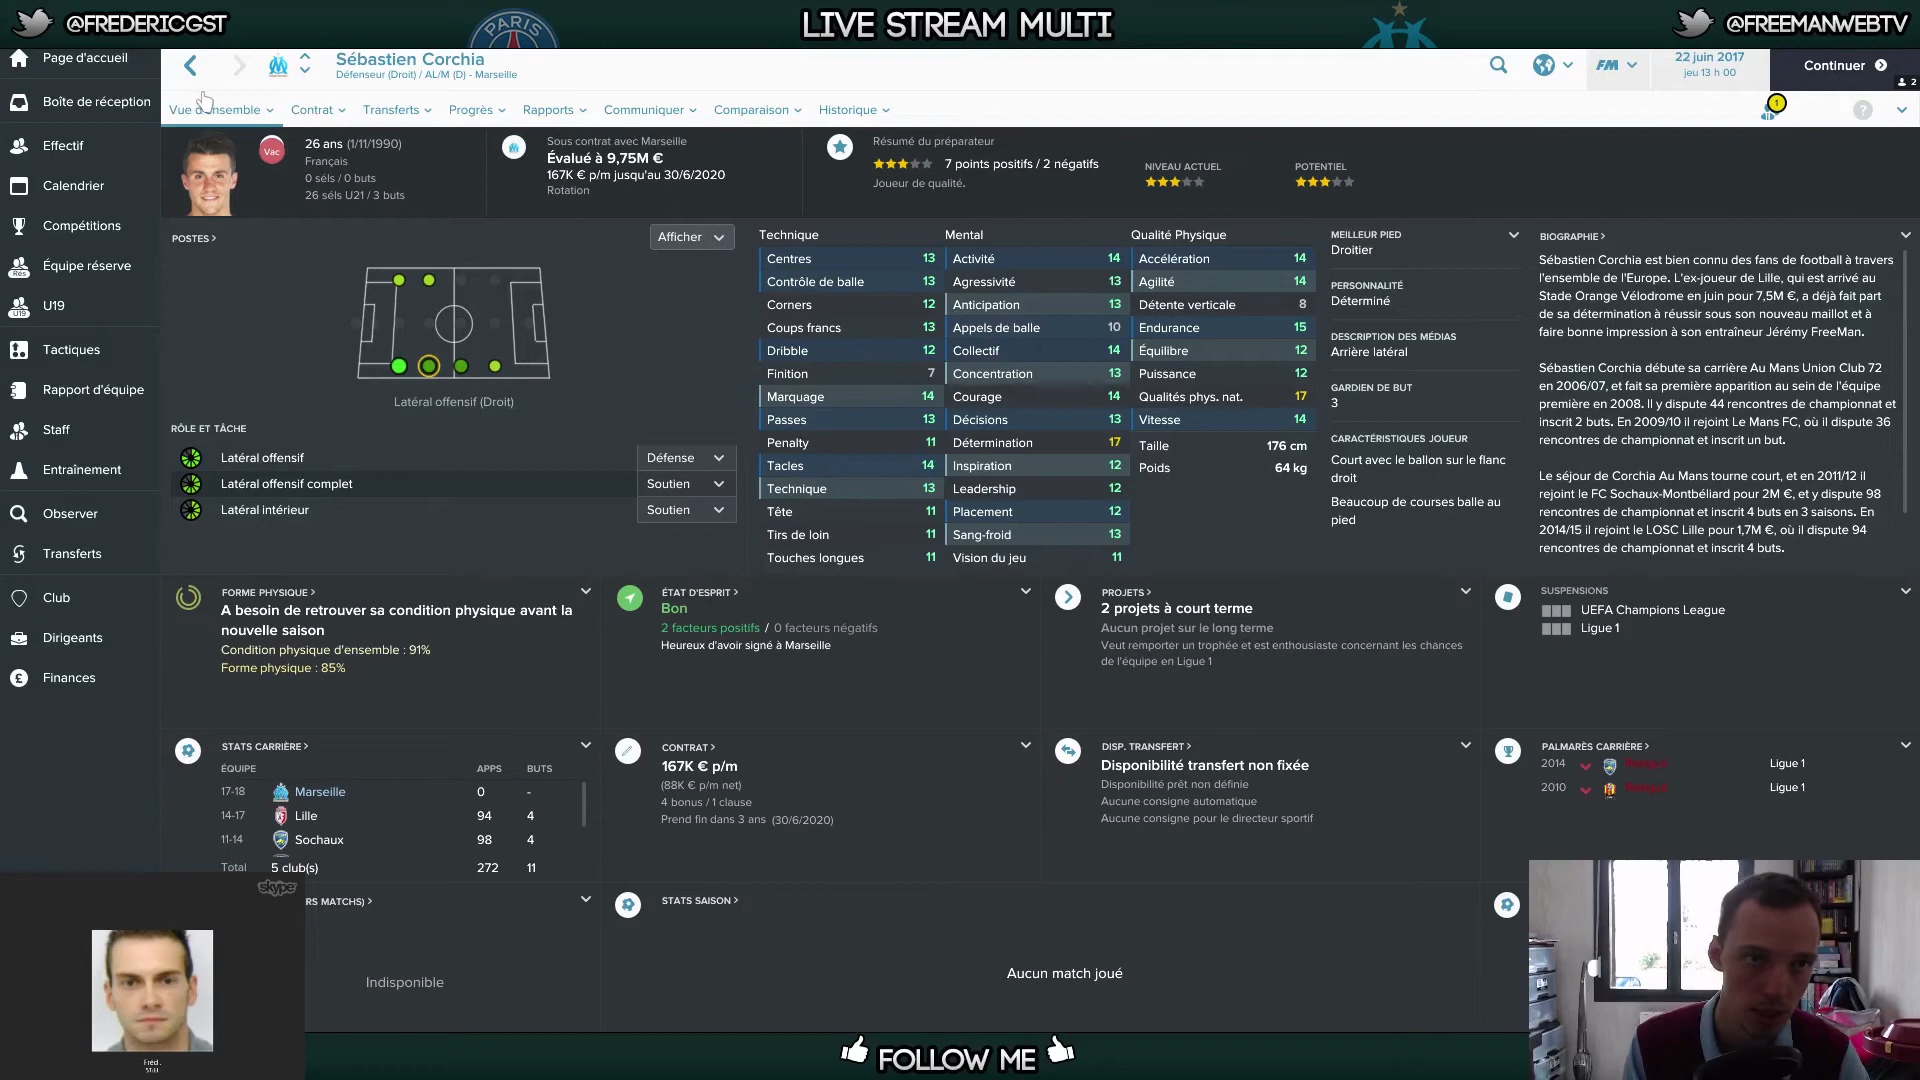 @FREDERICGST
PARIS
LIVE STREAM MULTI
@FREEMANWEBTV
Page d'accueil
Boîte de réception
Effectif
Calendrier
Compétitions
Équipe réserve
U19
Tactiques
Rapport d'équipe
Staff
Entraînement
Observer
Transferts
Club
Dirigeants
Finances
Sébastien Corchia
Défenseur (Droit) / AL/M (D) - Marseille
FM
22 juin 2017
jeu 13 h 00
Continuer
2
Vue d'ensemble
Contrat
Transferts
Progrès
Rapports
Communiquer
Comparaison
Historique
1
?
Vac
26 ans (1/11/1990)
Français
0 séls / 0 buts
26 séls U21 / 3 buts
Sous contrat avec Marseille
Évalué à 9,75M €
167K € p/m jusqu'au 30/6/2020
Rotation
Résumé du préparateur
7 points positifs / 2 négatifs
Joueur de qualité.
NIVEAU ACTUEL
POTENTIEL
POSTES >
Afficher
Latéral offensif (Droit)
RÔLE ET TÂCHE
Latéral offensif Défense
Latéral offensif complet Soutien
Latéral intérieur Soutien
Technique
Centres 13
Contrôle de balle 13
Corners 12
Coups francs 13
Dribble 12
Finition 7
Marquage 14
Passes 13
Penalty 11
Tacles 14
Technique 13
Tête 11
Tirs de loin 11
Touches longues 11
Mental
Activité 14
Agressivité 13
Anticipation 13
Appels de balle 10
Collectif 14
Concentration 13
Courage 14
Décisions 13
Détermination 17
Inspiration 12
Leadership 12
Placement 12
Sang-froid 13
Vision du jeu 11
Qualité Physique
Accélération 14
Agilité 14
Détente verticale 8
Endurance 15
Équilibre 12
Puissance 12
Qualités phys. nat. 17
Vitesse 14
Taille 176 cm
Poids 64 kg
MEILLEUR PIED
Droitier
PERSONNALITÉ
Déterminé
DESCRIPTION DES MÉDIAS
Arrière latéral
GARDIEN DE BUT
3
CARACTÉRISTIQUES JOUEUR
Court avec le ballon sur le flanc
droit
Beaucoup de courses balle au
pied
BIOGRAPHIE >
Sébastien Corchia est bien connu des fans de football à travers
l'ensemble de l'Europe. L'ex-joueur de Lille, qui est arrivé au
Stade Orange Vélodrome en juin pour 7,5M €, a déjà fait part
de sa détermination à réussir sous son nouveau maillot et à
faire bonne impression à son entraîneur Jérémy FreeMan.
Sébastien Corchia débute sa carrière Au Mans Union Club 72
en 2006/07, et fait sa première apparition au sein de l'équipe
première en 2008. Il y dispute 44 rencontres de championnat et
inscrit 2 buts. En 2009/10 il rejoint Le Mans FC, où il dispute 36
rencontres de championnat et inscrit un but.
Le séjour de Corchia Au Mans tourne court, et en 2011/12 il
rejoint le FC Sochaux-Montbéliard pour 2M €, et y dispute 98
rencontres de championnat et inscrit 4 buts en 3 saisons. En
2014/15 il rejoint le LOSC Lille pour 1,7M €, où il dispute 94
rencontres de championnat et inscrit 4 buts.
FORME PHYSIQUE >
A besoin de retrouver sa condition physique avant la
nouvelle saison
Condition physique d'ensemble : 91%
Forme physique : 85%
ÉTAT D'ESPRIT >
Bon
2 facteurs positifs / 0 facteurs négatifs
Heureux d'avoir signé à Marseille
PROJETS >
2 projets à court terme
Aucun projet sur le long terme
Veut remporter un trophée et est enthousiaste concernant les chances
de l'équipe en Ligue 1
SUSPENSIONS
UEFA Champions League
Ligue 1
STATS CARRIÈRE >
ÉQUIPE APPS BUTS
17-18 Marseille 0 -
14-17 Lille 94 4
11-14 Sochaux 98 4
Total 5 club(s) 272 11
CONTRAT >
167K € p/m
(88K € p/m net)
4 bonus / 1 clause
Prend fin dans 3 ans (30/6/2020)
DISP. TRANSFERT >
Disponibilité transfert non fixée
Disponibilité prêt non définie
Aucune consigne automatique
Aucune consigne pour le directeur sportif
PALMARÈS CARRIÈRE >
2014 Ligue 1
2010 Ligue 1
skype
RS MATCHS) >
Indisponible
STATS SAISON >
Aucun match joué
FOLLOW ME